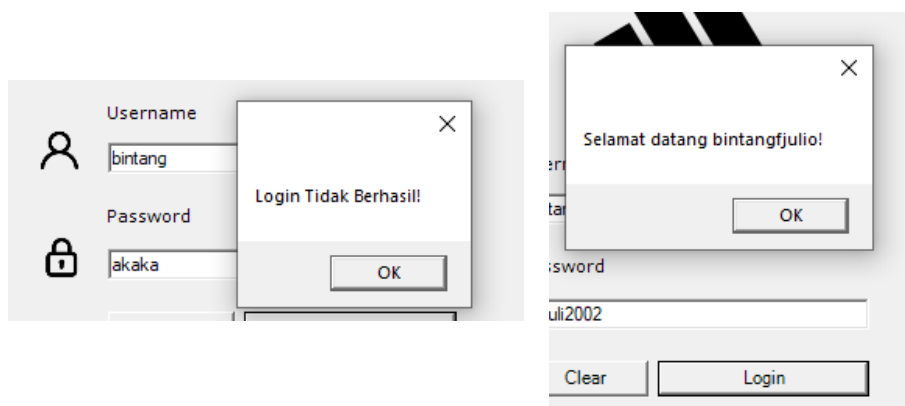 Username
bintang
Login Tidak Berhasil!
Password
akaka
OK
Selamat datang bintangfjulio!
OK
ssword
uli2002
Clear
Login